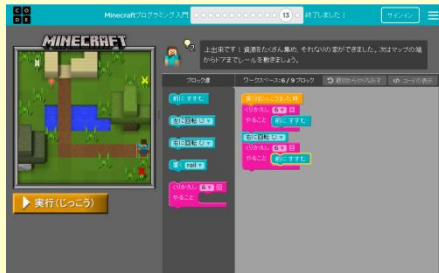 C O
D E
Minecraftプログラミング入門
13
終了しました!
サインイン
MINECRAFT
上出来です!資源をたくさん集め、それなりの富ができました。次はマップの端からドアまでレールを敷きましょう。
ブロック置
ワークスペース:6 / 9 ブロック
最初からやり直す
コードの表示
前にすすむ
左に回転 ↺
右に回転 ↻
置く rail
くりかえし 6 回
やること
実行した時
くりかえし 6 回
やること 前にすすむ
右に回転
くりかえし 6 回
やること 前にすすむ
実行(じっこう)